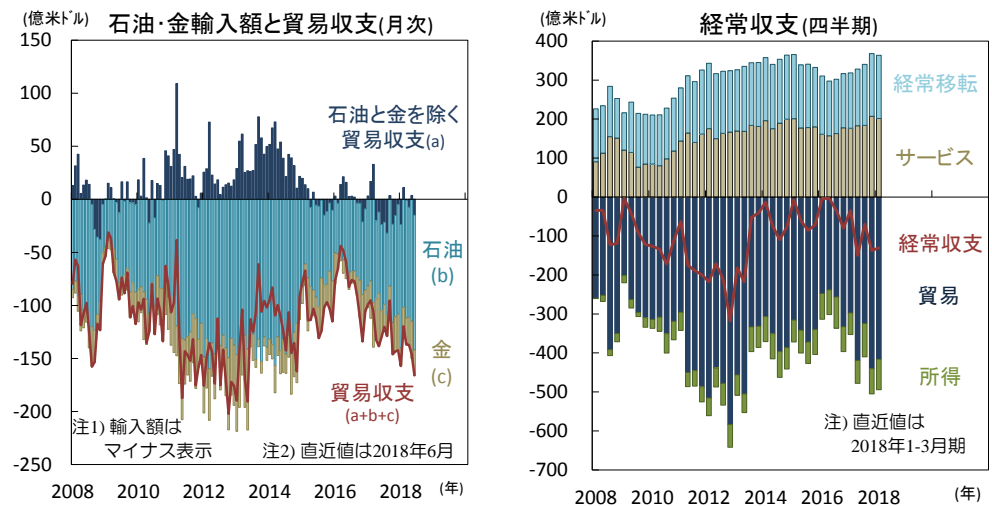 石油･金輸入額と貿易収支(月次)
(億米ﾄﾞﾙ)
150
100
50
0
-50
-100
-150
-200
-250
石油と金を除く
貿易収支(a)
石油
(b)
金
(c)
貿易収支
(a+b+c)
注1) 輸入額は
マイナス表示
注2) 直近値は2018年6月
2008 2010 2012 2014 2016 2018 (年)
経常収支(四半期)
(億米ﾄﾞﾙ)
400
300
200
100
0
-100
-200
-300
-400
-500
-600
-700
経常移転
サービス
経常収支
貿易
所得
注) 直近値は
2018年1-3月期
2008 2010 2012 2014 2016 2018 (年)